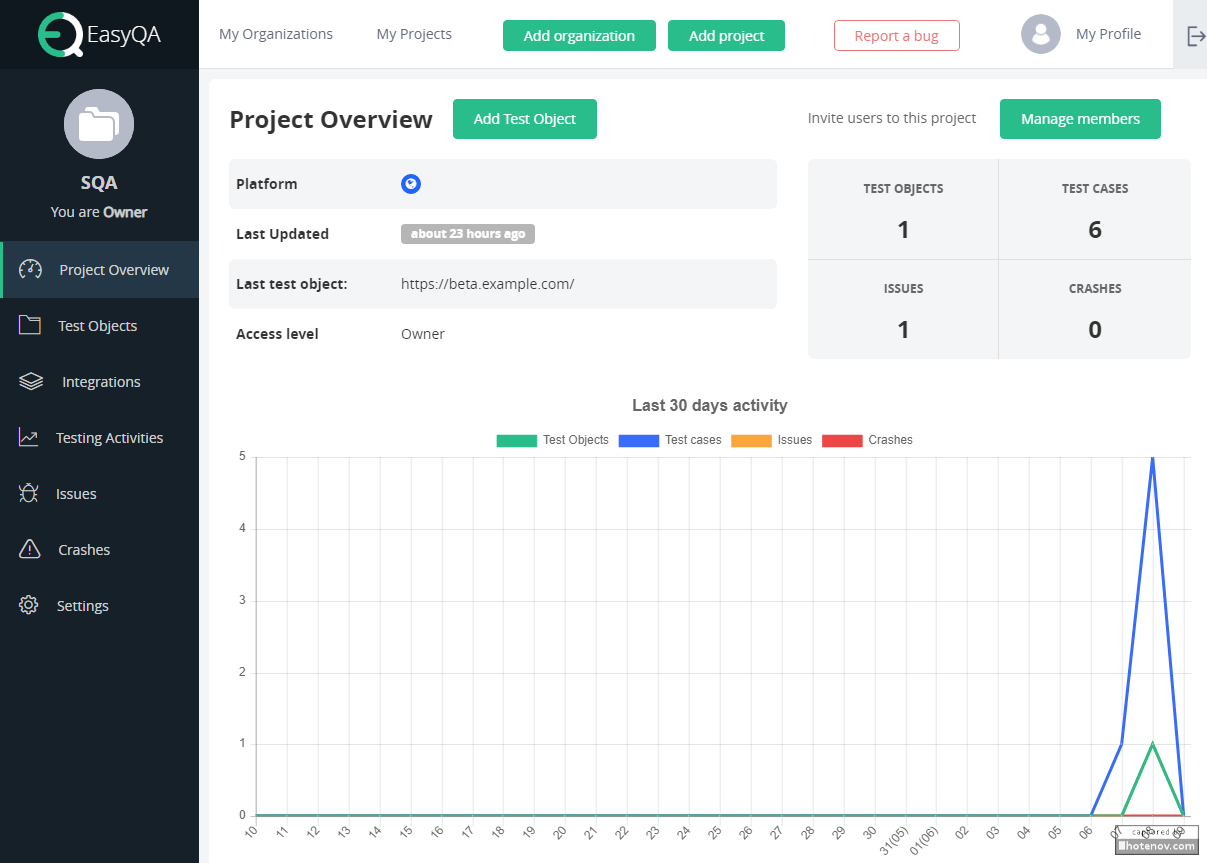 EasyQA
My Organizations
My Projects
Add organization
Add project
Report a bug
My Profile
SQA
You are Owner
Project Overview
Test Objects
Integrations
Testing Activities
Issues
Crashes
Settings
Project Overview
Add Test Object
Invite users to this project
Manage members
Platform
Last Updated about 23 hours ago
Last test object: https://beta.example.com/
Access level Owner
TEST OBJECTS
1
TEST CASES
6
ISSUES
1
CRASHES
0
Last 30 days activity
Test Objects Test cases Issues Crashes
5
4
3
2
1
0
10 11 12 13 14 15 16 17 18 19 20 21 22 23 24 25 26 27 28 29 30 31(05) 01(06) 02 03 04 05 06 07 08 09
captured by
hotenov.com